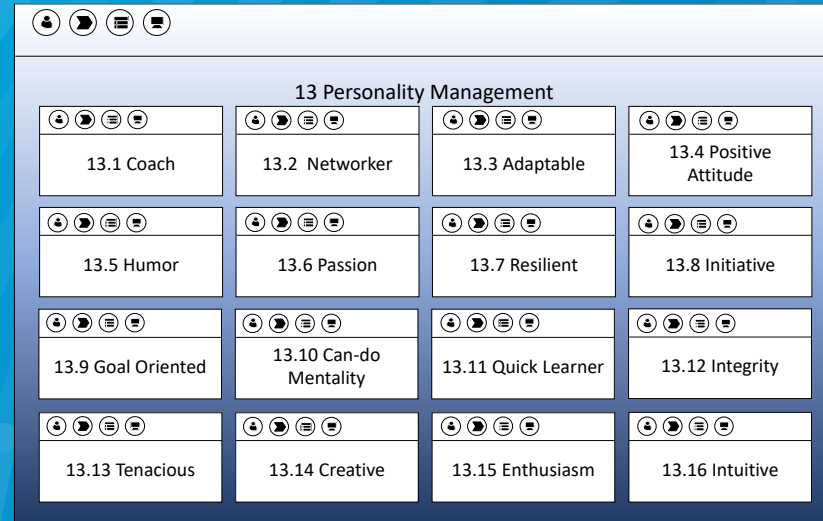 13 Personality Management
13.1 Coach
13.2 Networker
13.3 Adaptable
13.4 Positive
Attitude
13.5 Humor
13.6 Passion
13.7 Resilient
13.8 Initiative
13.9 Goal Oriented
13.10 Can-do
Mentality
13.11 Quick Learner
13.12 Integrity
13.13 Tenacious
13.14 Creative
13.15 Enthusiasm
13.16 Intuitive